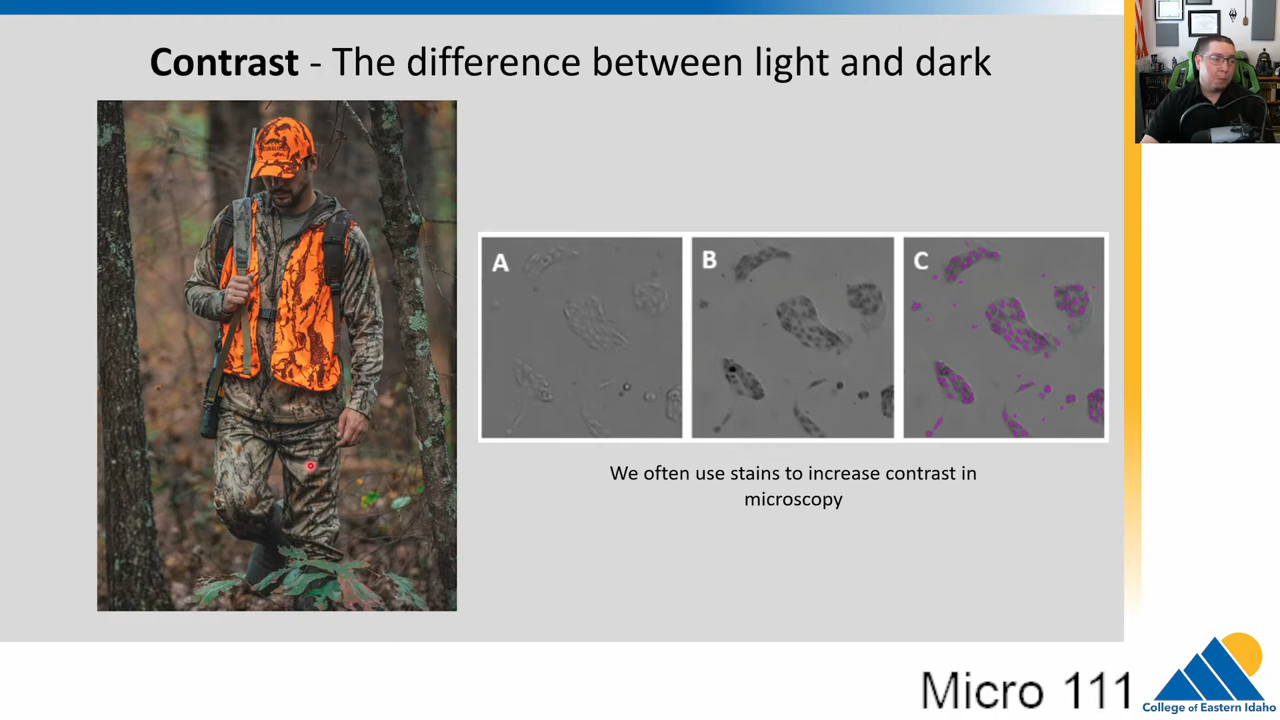 Contrast - The difference between light and dark
A
B
C
We often use stains to increase contrast in
microscopy
Micro 111
College of Eastern Idaho